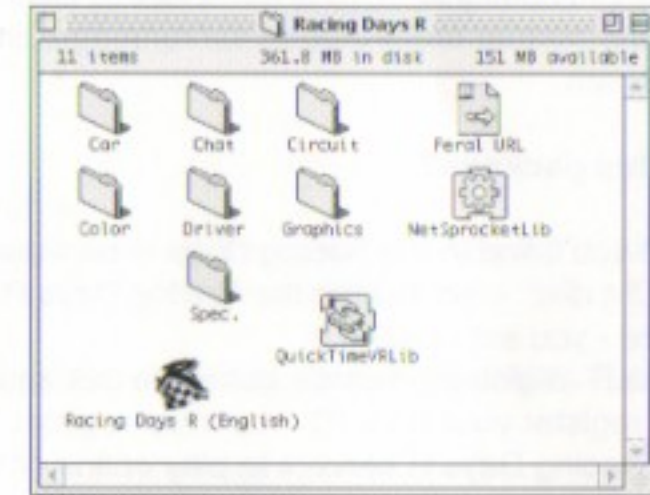 Racing Days R
11 items 361.8 MB in disk 151 MB available
Car Chat Circuit Feral URL
Color Driver Graphics NetSprocketLib
Spec.
QuickTimeVRLib
Racing Days R (English)